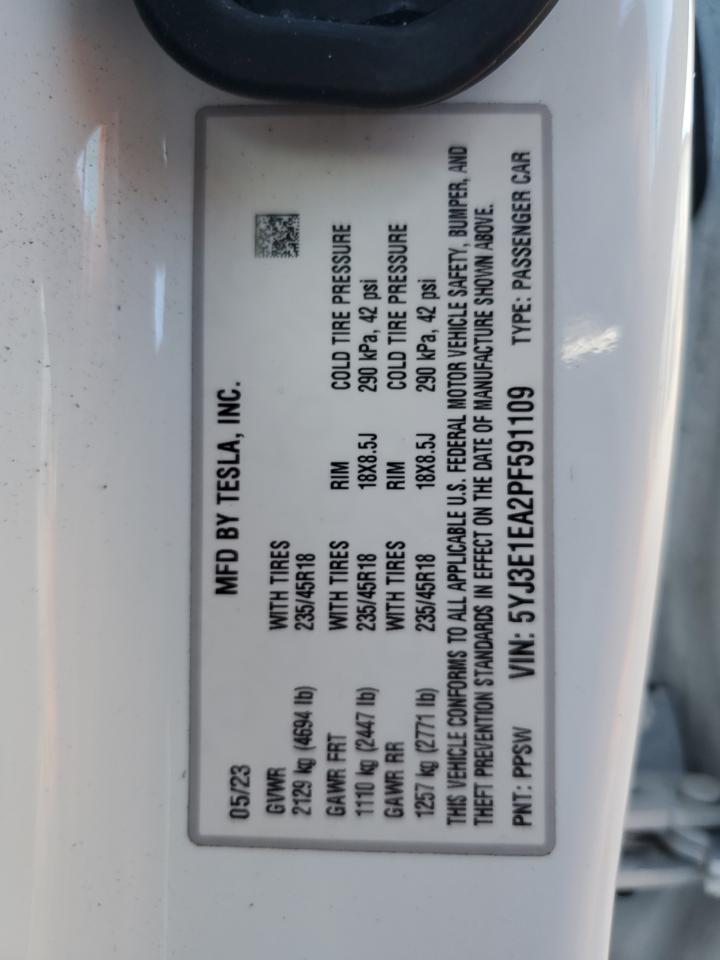 MFD BY TESLA, INC.
05/23
GVWR WITH TIRES
2129 kg (4694 lb) 235/45R18
GAWR FRT WITH TIRES RIM COLD TIRE PRESSURE
1110 kg (2447 lb) 235/45R18 18X8.5J 290 kPa, 42 psi
GAWR RR WITH TIRES RIM COLD TIRE PRESSURE
1257 kg (2771 lb) 235/45R18 18X8.5J 290 kPa, 42 psi
THIS VEHICLE CONFORMS TO ALL APPLICABLE U.S. FEDERAL MOTOR VEHICLE SAFETY, BUMPER, AND
THEFT PREVENTION STANDARDS IN EFFECT ON THE DATE OF MANUFACTURE SHOWN ABOVE.
PNT: PPSW VIN: 5YJ3E1EA2PF591109 TYPE: PASSENGER CAR